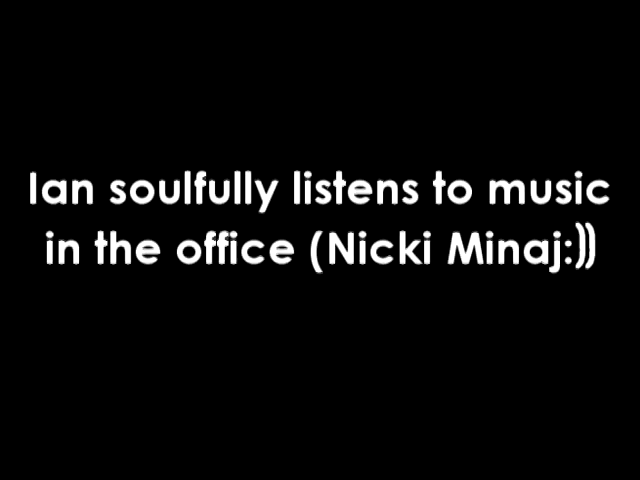 Ian soulfully listens to music
in the office (Nicki Minaj:))